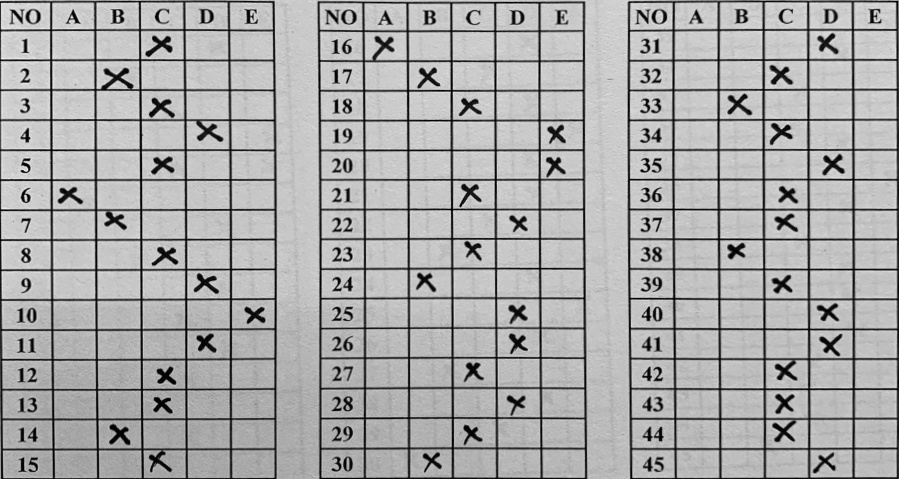 NO A B C D E NO A B C D E NO A B C D E
1 X 16 X 31 X
2 X 17 X 32 X
3 X 18 X 33 X
4 X 19 X 34 X
5 X 20 X 35 X
6 X 21 X 36 X
7 X 22 X 37 X
8 X 23 X 38 X
9 X 24 X 39 X
10 X 25 X 40 X
11 X 26 X 41 X
12 X 27 X 42 X
13 X 28 X 43 X
14 X 29 X 44 X
15 X 30 X 45 X